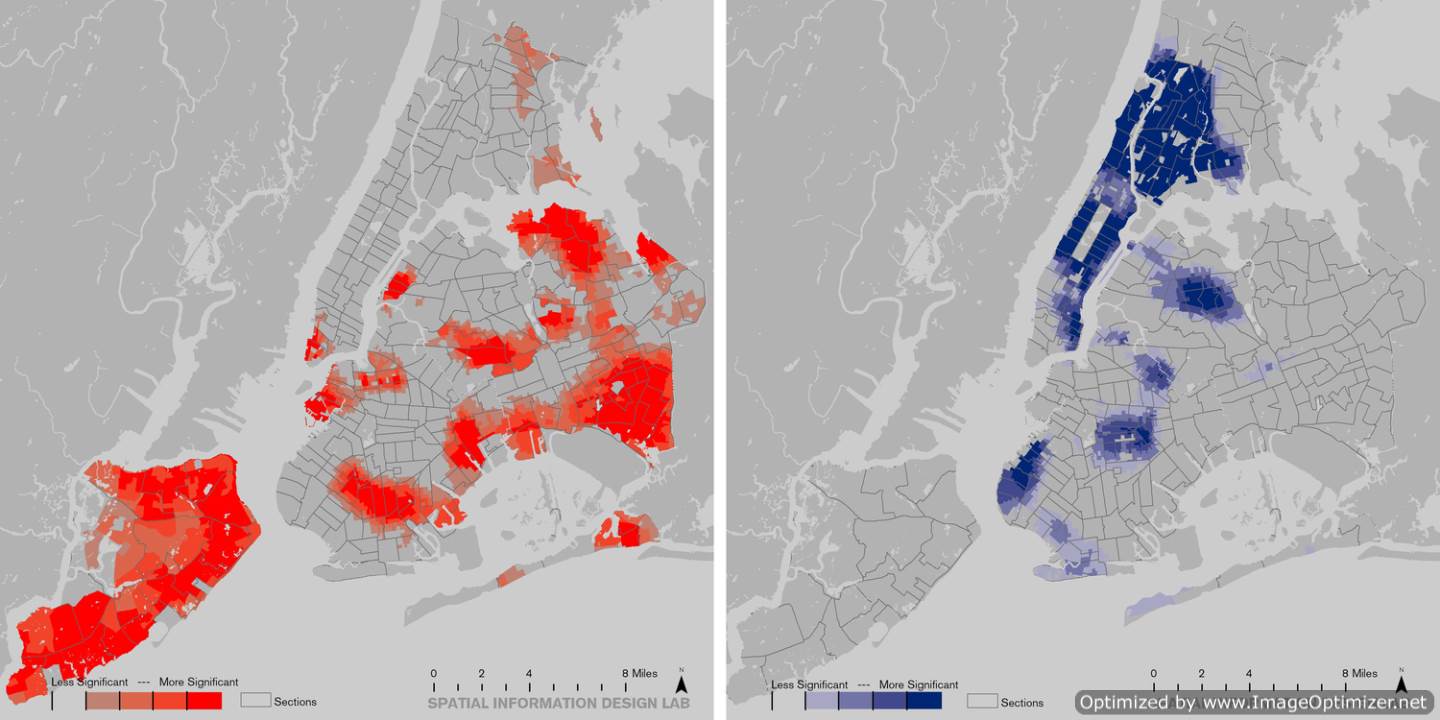 Less Significant --- More Significant
Sections
0 2 4 8 Miles
N
SPATIAL INFORMATION DESIGN LAB
Less Significant --- More Significant
Sections
0 2 4 8 Miles
N
Optimized by www.ImageOptimizer.net